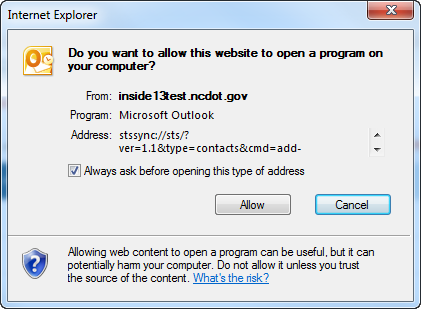 Internet Explorer
Do you want to allow this website to open a program on
your computer?
From: inside13test.ncdot.gov
Program: Microsoft Outlook
Address: stssync://sts/?
ver=1.1&type=contacts&cmd=add-
Always ask before opening this type of address
Allow Cancel
Allowing web content to open a program can be useful, but it can
potentially harm your computer. Do not allow it unless you trust
the source of the content. What's the risk?